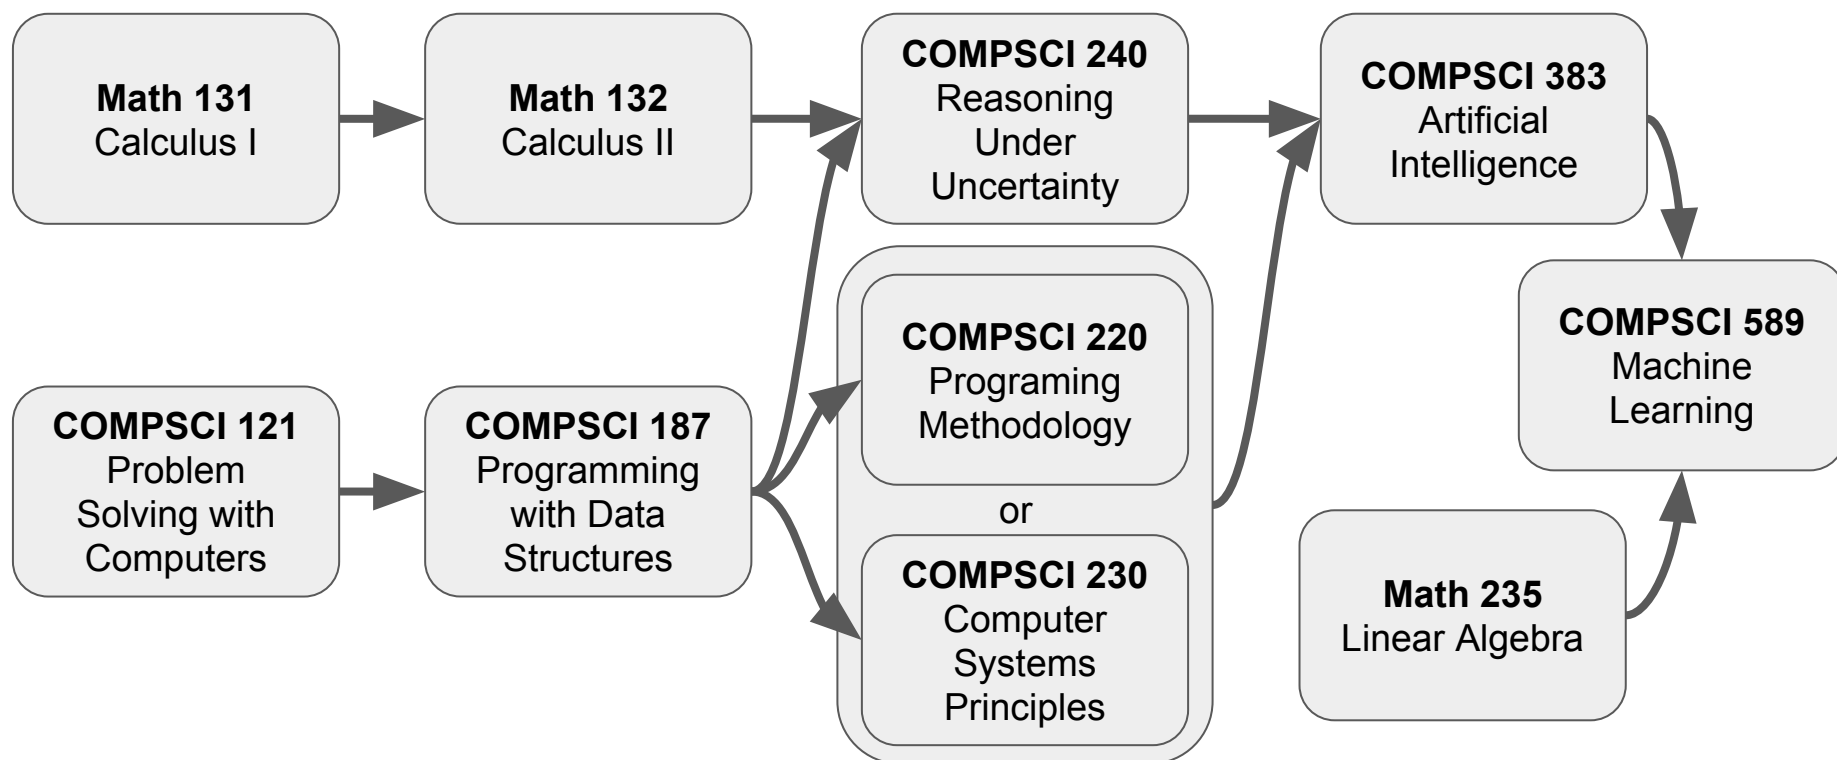 Math 131
Calculus I
Math 132
Calculus II
COMPSCI 240
Reasoning
Under
Uncertainty
COMPSCI 383
Artificial
Intelligence
COMPSCI 121
Problem
Solving with
Computers
COMPSCI 187
Programming
with Data
Structures
COMPSCI 220
Programing
Methodology
or
COMPSCI 230
Computer
Systems
Principles
COMPSCI 589
Machine
Learning
Math 235
Linear Algebra